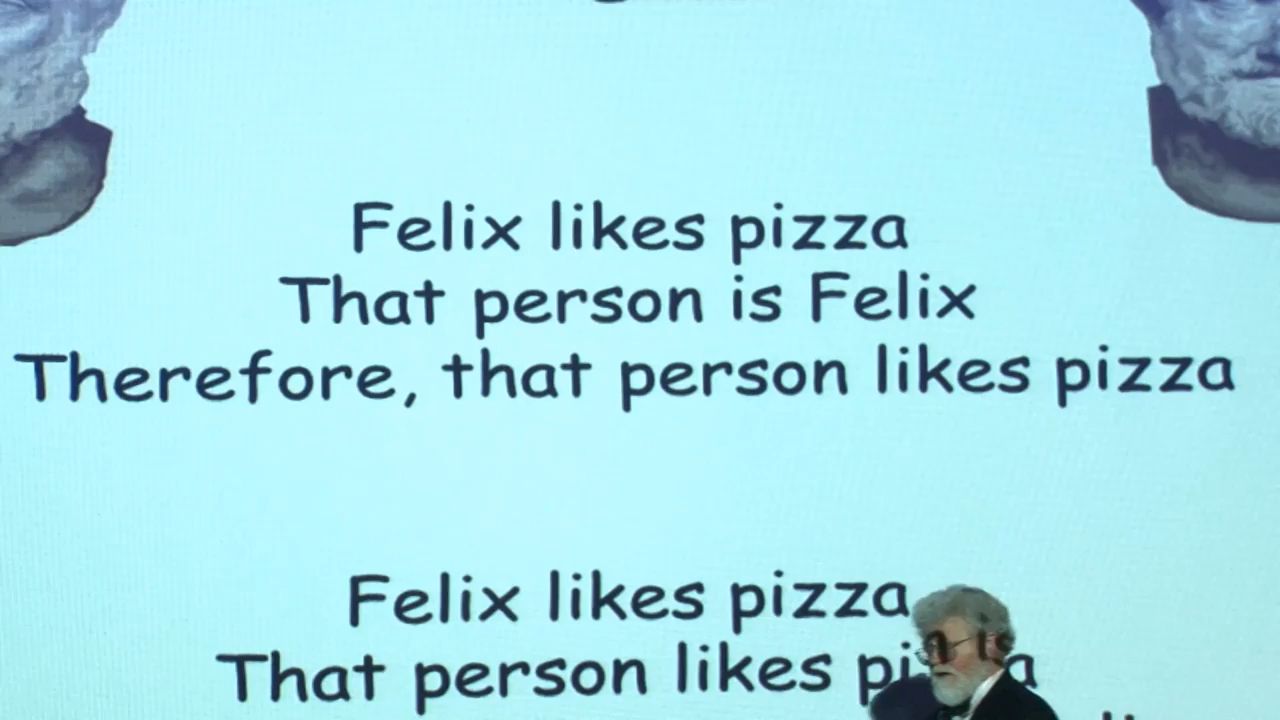 Felix likes pizza
That person is Felix
Therefore, that person likes pizza
Felix likes pizza
That person likes